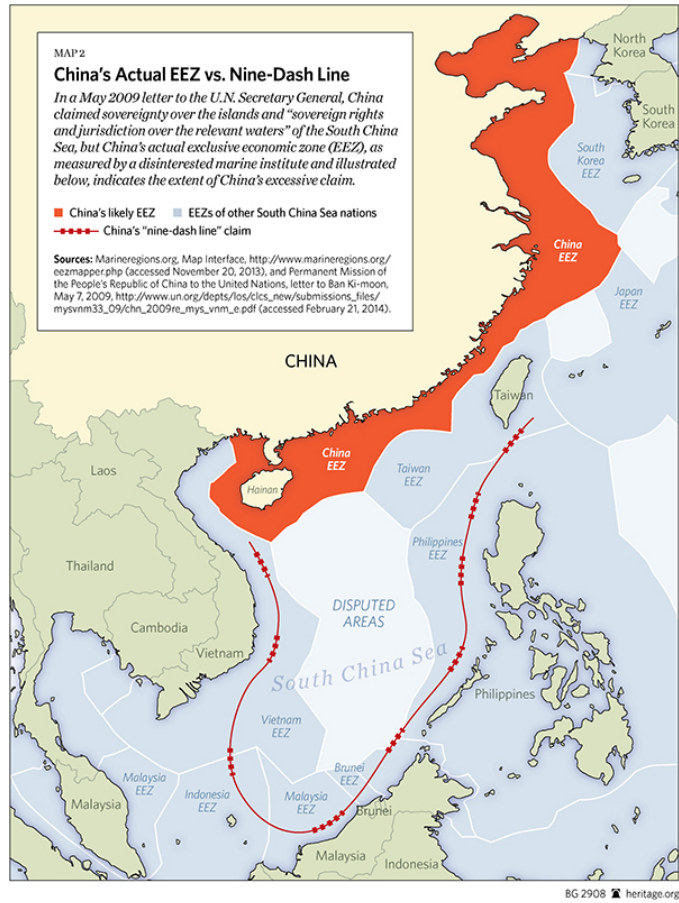 MAP 2
China's Actual EEZ vs. Nine-Dash Line
In a May 2009 letter to the U.N. Secretary General, China
claimed sovereignty over the islands and “sovereign rights
and jurisdiction over the relevant waters” of the South China
Sea, but China's actual exclusive economic zone (EEZ), as
measured by a disinterested marine institute and illustrated
below, indicates the extent of China's excessive claim.
China's likely EEZ
EEZs of other South China Sea nations
China's “nine-dash line” claim
Sources: Marineregions.org, Map Interface, http://www.marineregions.org/
eezmapper.php (accessed November 20, 2013), and Permanent Mission of
the People's Republic of China to the United Nations, letter to Ban Ki-moon,
May 7, 2009, http://www.un.org/depts/los/clcs_new/submissions_files/
mysvnm33_09/chn_2009re_mys_vnm_e.pdf (accessed February 21, 2014).
North
Korea
South
Korea
South
Korea
EEZ
China
EEZ
Japan
EEZ
CHINA
Taiwan
China
EEZ
Taiwan
EEZ
Hainan
Laos
Philippines
EEZ
Thailand
DISPUTED
AREAS
Cambodia
Vietnam
South China Sea
Philippines
Vietnam
EEZ
Malaysia
EEZ
Indonesia
EEZ
Malaysia
EEZ
Brunei
EEZ
Malaysia
Brunei
Malaysia
Indonesia
BG 2908 heritage.org